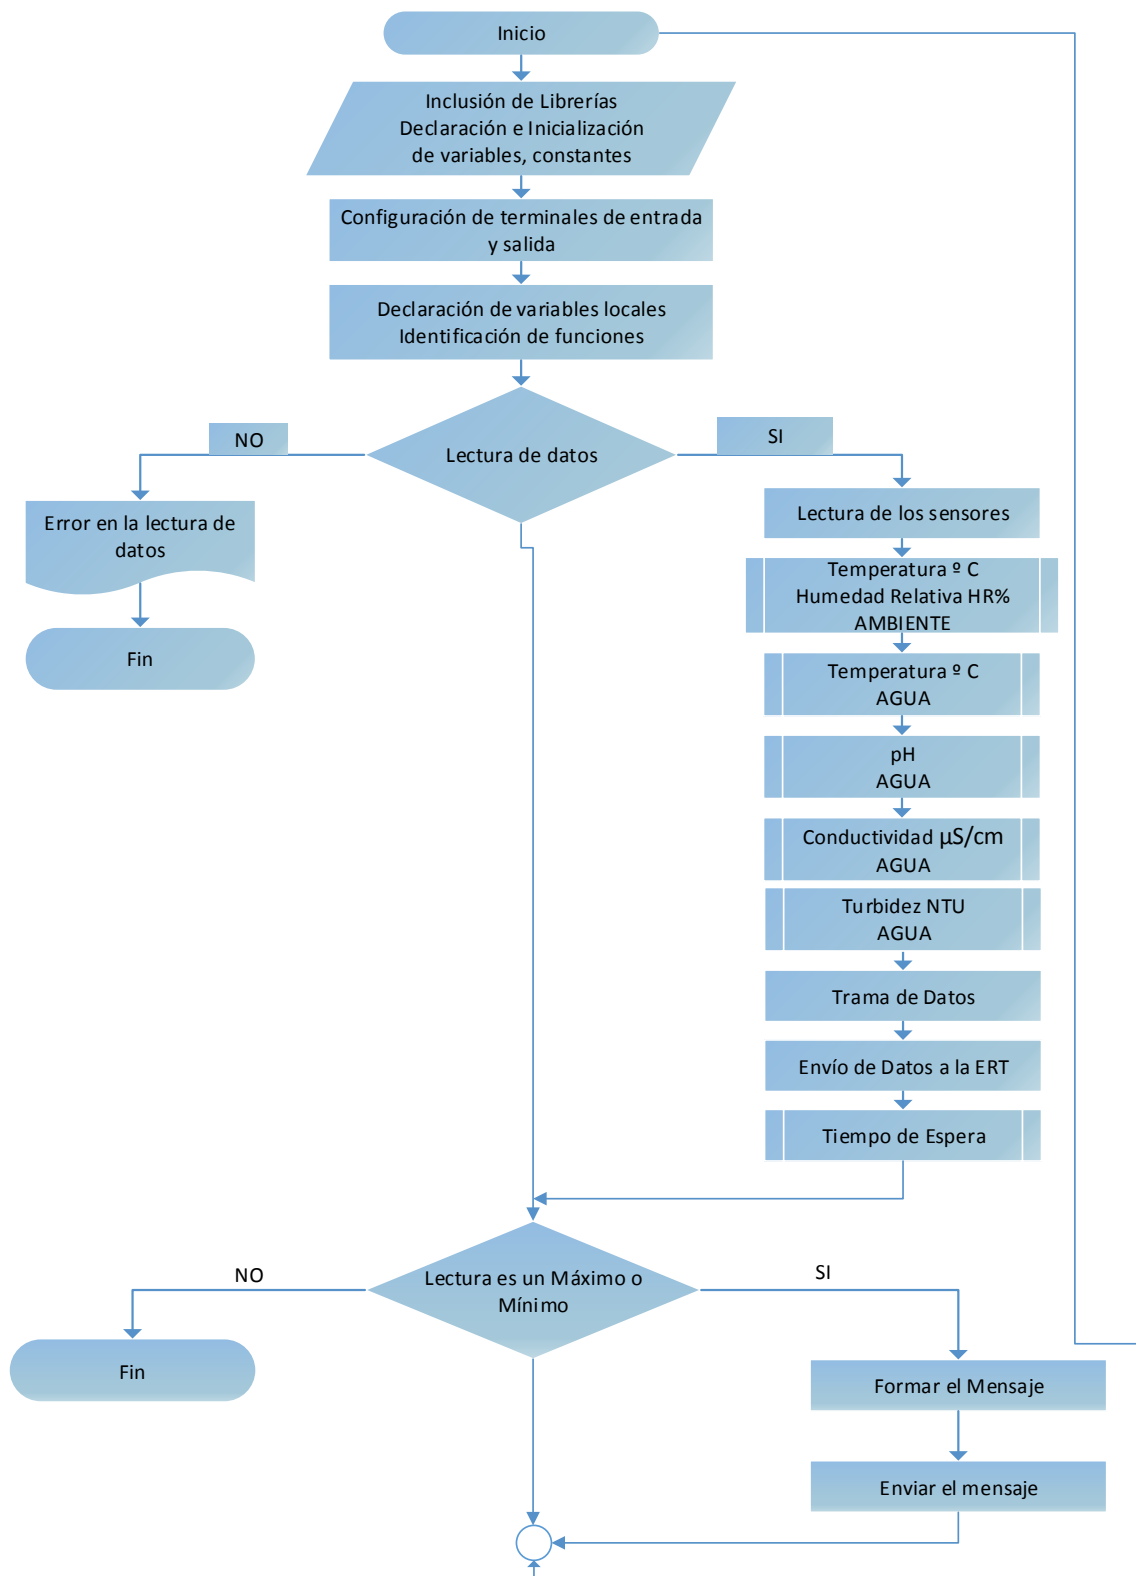 Inicio
Inclusión de Librerías
Declaración e Inicialización
de variables, constantes
Configuración de terminales de entrada
y salida
Declaración de variables locales
Identificación de funciones
NO
SI
Lectura de datos
Error en la lectura de
datos
Fin
Lectura de los sensores
Temperatura º C
Humedad Relativa HR%
AMBIENTE
Temperatura º C
AGUA
pH
AGUA
Conductividad µS/cm
AGUA
Turbidez NTU
AGUA
Trama de Datos
Envío de Datos a la ERT
Tiempo de Espera
NO
SI
Lectura es un Máximo o
Mínimo
Fin
Formar el Mensaje
Enviar el mensaje